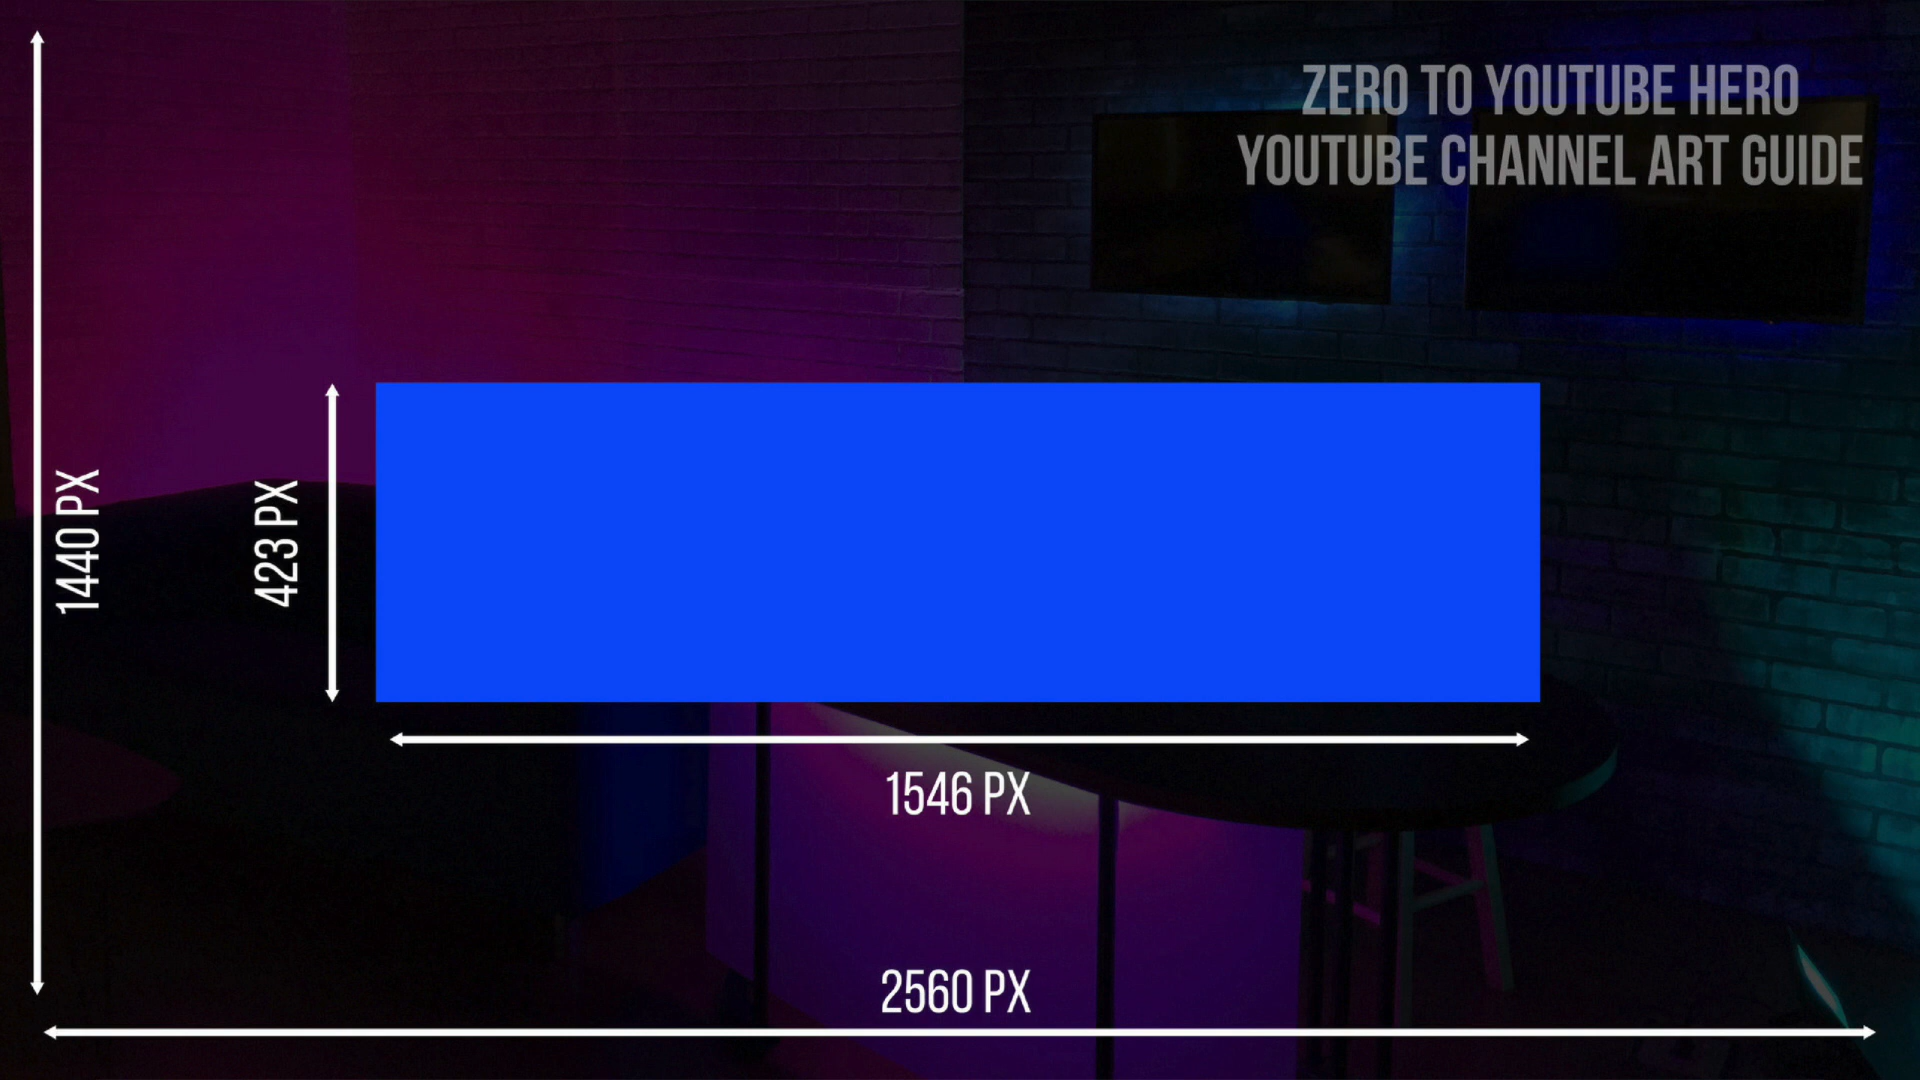 ZERO TO YOUTUBE HERO
YOUTUBE CHANNEL ART GUIDE
1440 PX
423 PX
1546 PX
2560 PX